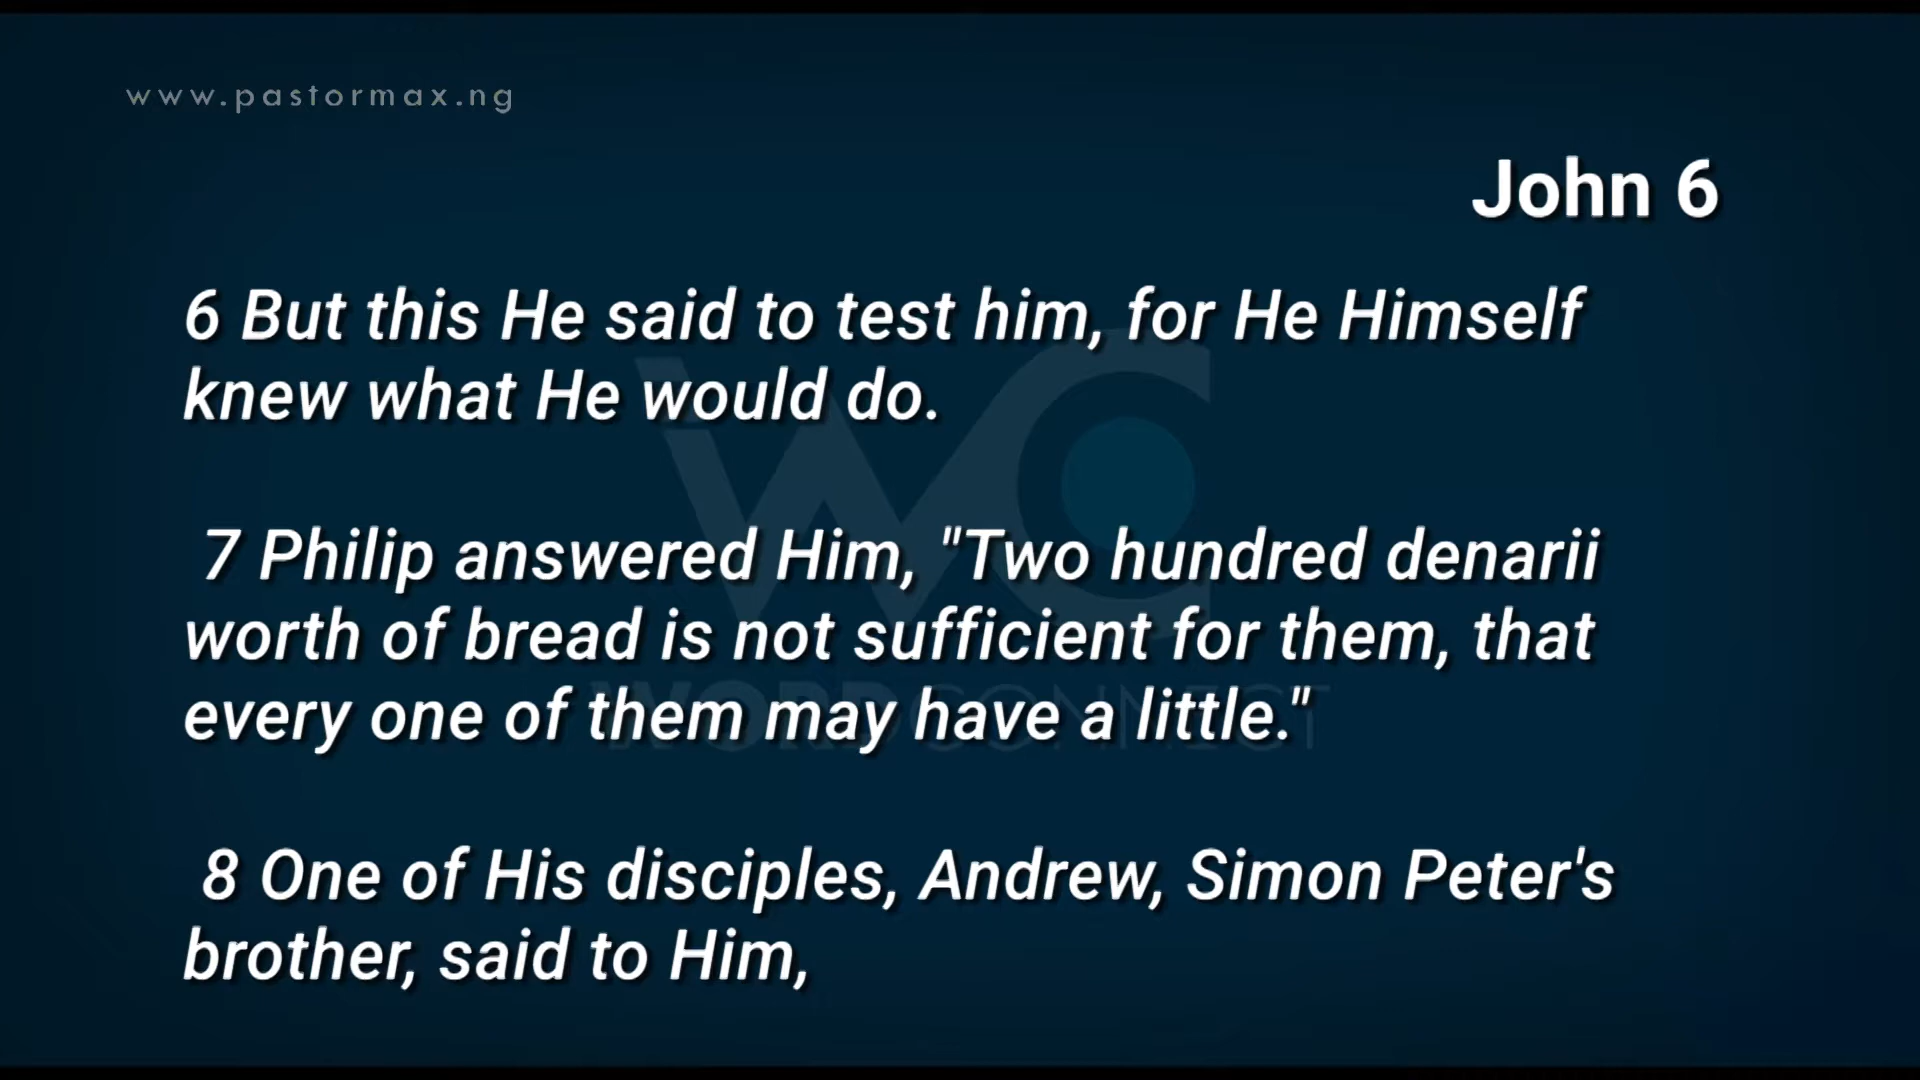 www.pastormax.ng
John 6
6 But this He said to test him, for He Himself
knew what He would do.
7 Philip answered Him, "Two hundred denarii
worth of bread is not sufficient for them, that
every one of them may have a little."
8 One of His disciples, Andrew, Simon Peter's
brother, said to Him,
WC
WORDCONNECT